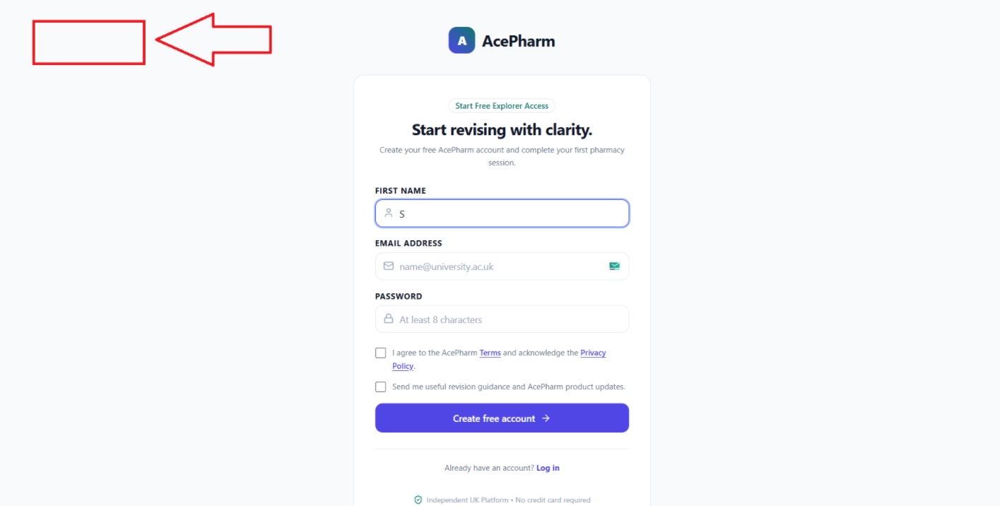 A AcePharm
Start Free Explorer Access
Start revising with clarity.
Create your free AcePharm account and complete your first pharmacy
session.
FIRST NAME
S
EMAIL ADDRESS
name@university.ac.uk
PASSWORD
At least 8 characters
I agree to the AcePharm Terms and acknowledge the Privacy
Policy.
Send me useful revision guidance and AcePharm product updates.
Create free account →
Already have an account? Log in
Independent UK Platform • No credit card required